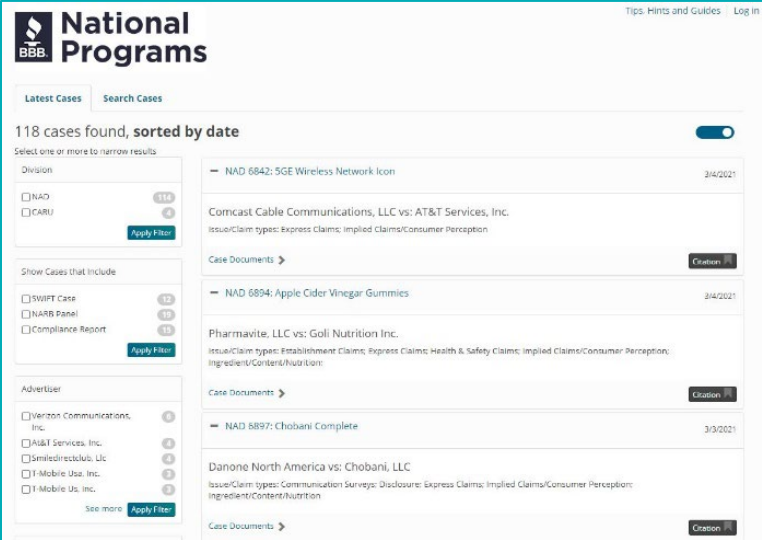 Tips, Hints and Guides Log in
BBB. National
Programs
Latest Cases Search Cases
118 cases found, sorted by date
Select one or more to narrow results
Division
NAD 114
CARU 4
Apply Filter
Show Cases that Include
SWIFT Case 12
NARB Panel 19
Compliance Report 15
Apply Filter
Advertiser
Verizon Communications,
Inc.
At&T Services, Inc. 4
Smiledirectclub, Llc 4
T-Mobile Usa, Inc. 3
T-Mobile Us, Inc. 3
See more Apply Filter
NAD 6842: 5GE Wireless Network Icon 3/4/2021
Comcast Cable Communications, LLC vs: AT&T Services, Inc.
Issue/Claim types: Express Claims; Implied Claims/Consumer Perception
Case Documents Citation
NAD 6894: Apple Cider Vinegar Gummies 3/4/2021
Pharmavite, LLC vs: Goli Nutrition Inc.
Issue/Claim types: Establishment Claims; Express Claims; Health & Safety Claims; Implied Claims/Consumer Perception;
Ingredient/Content/Nutrition;
Case Documents Citation
NAD 6897: Chobani Complete 3/3/2021
Danone North America vs: Chobani, LLC
Issue/Claim types: Communication Surveys; Disclosure; Express Claims; Implied Claims/Consumer Perception;
Ingredient/Content/Nutrition
Case Documents Citation